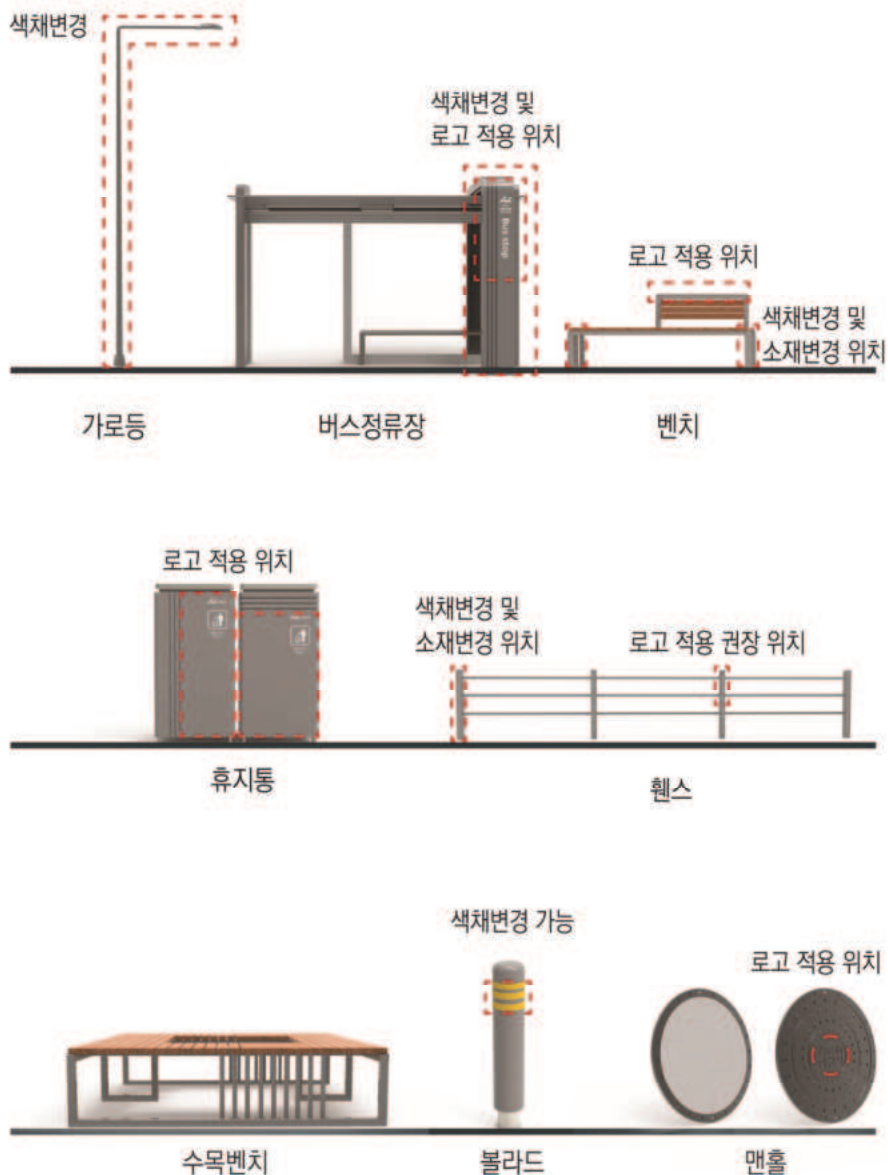 색채변경
색채변경 및
로고 적용 위치
Bus stop
로고 적용 위치
색채변경 및
소재변경 위치
가로등
버스정류장
벤치
로고 적용 위치
색채변경 및
소재변경 위치
로고 적용 권장 위치
휴지통
휀스
색채변경 가능
로고 적용 위치
수목벤치
볼라드
맨홀